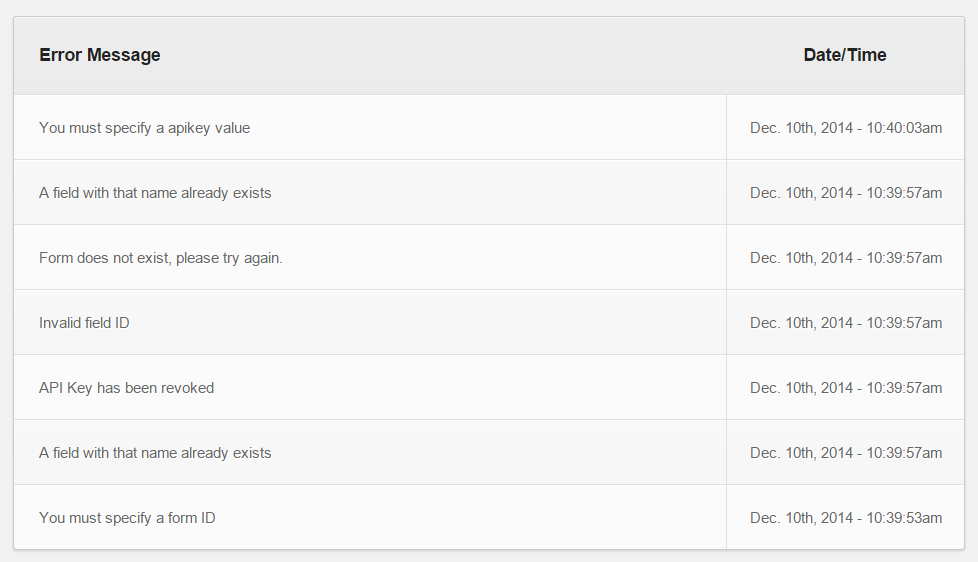 Error Message Date/Time
You must specify a apikey value Dec. 10th, 2014 - 10:40:03am
A field with that name already exists Dec. 10th, 2014 - 10:39:57am
Form does not exist, please try again. Dec. 10th, 2014 - 10:39:57am
Invalid field ID Dec. 10th, 2014 - 10:39:57am
API Key has been revoked Dec. 10th, 2014 - 10:39:57am
A field with that name already exists Dec. 10th, 2014 - 10:39:57am
You must specify a form ID Dec. 10th, 2014 - 10:39:53am